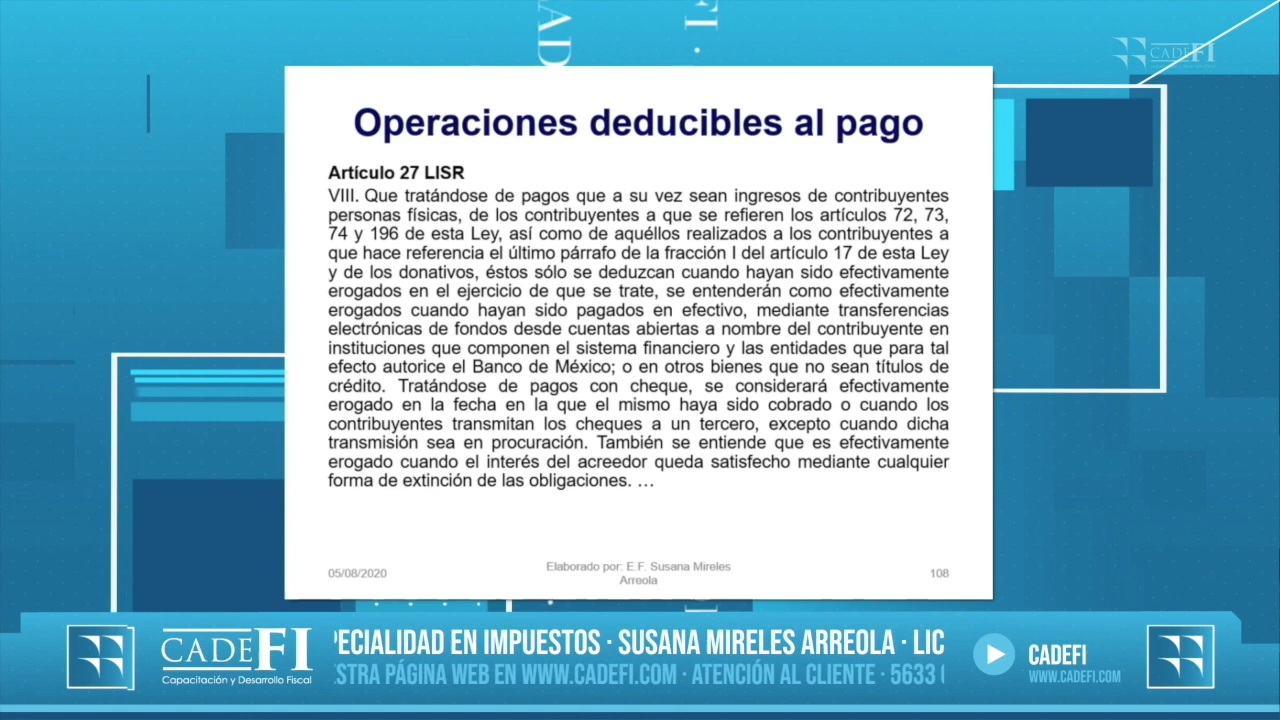 AD
FI ·
CADEFI
Operaciones deducibles al pago
Artículo 27 LISR
VIII. Que tratándose de pagos que a su vez sean ingresos de contribuyentes
personas físicas, de los contribuyentes a que se refieren los artículos 72, 73,
74 y 196 de esta Ley, así como de aquéllos realizados a los contribuyentes a
que hace referencia el último párrafo de la fracción I del artículo 17 de esta Ley
y de los donativos, éstos sólo se deduzcan cuando hayan sido efectivamente
erogados en el ejercicio de que se trate, se entenderán como efectivamente
erogados cuando hayan sido pagados en efectivo, mediante transferencias
electrónicas de fondos desde cuentas abiertas a nombre del contribuyente en
instituciones que componen el sistema financiero y las entidades que para tal
efecto autorice el Banco de México; o en otros bienes que no sean títulos de
crédito. Tratándose de pagos con cheque, se considerará efectivamente
erogado en la fecha en la que el mismo haya sido cobrado o cuando los
contribuyentes transmitan los cheques a un tercero, excepto cuando dicha
transmisión sea en procuración. También se entiende que es efectivamente
erogado cuando el interés del acreedor queda satisfecho mediante cualquier
forma de extinción de las obligaciones. …
05/08/2020
Elaborado por: E.F. Susana Mireles
Arreola
108
CADEFI
Capacitación y Desarrollo Fiscal
PECIALIDAD EN IMPUESTOS · SUSANA MIRELES ARREOLA · LIC
STRA PÁGINA WEB EN WWW.CADEFI.COM · ATENCIÓN AL CLIENTE · 5633
CADEFI
WWW.CADEFI.COM